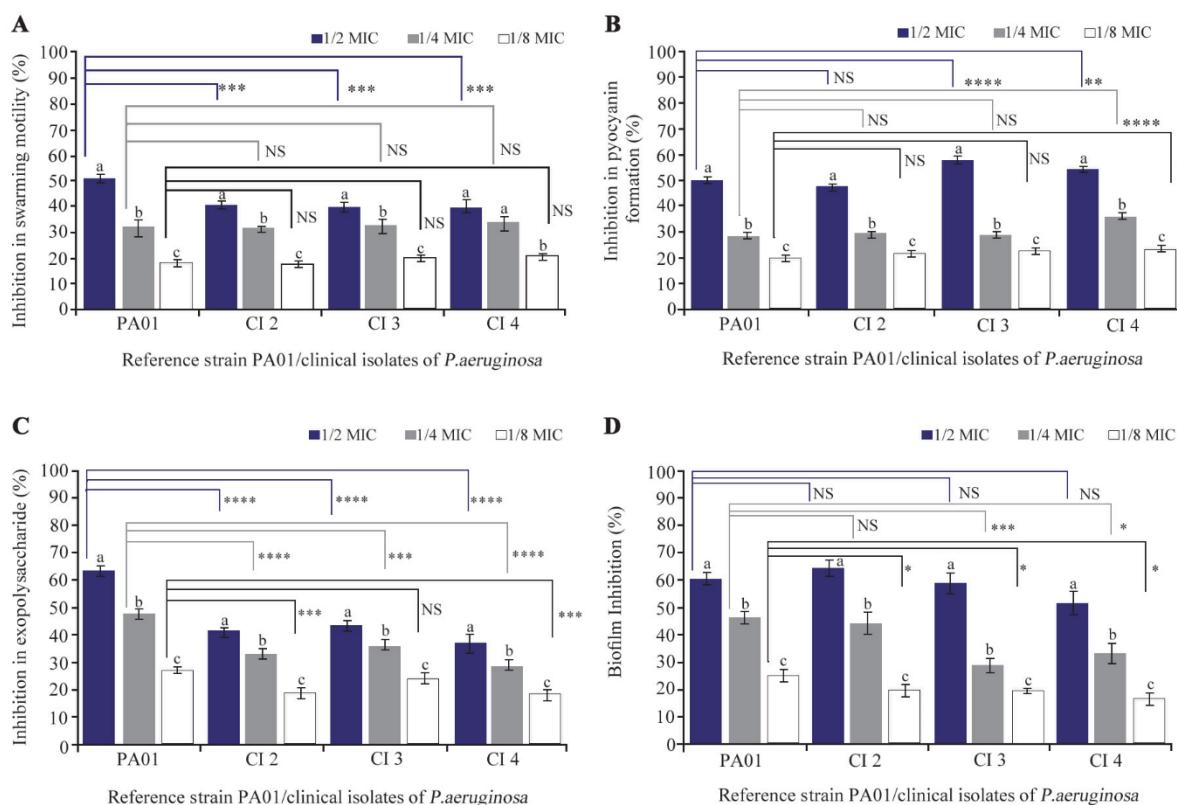 A
1/2 MIC 1/4 MIC 1/8 MIC
Inhibition in swarming motility (%)
100
90
80
70
60
50
40
30
20
10
0
*** *** ***
NS NS NS
NS NS NS
a b c a b c a b c a a b
PA01 CI 2 CI 3 CI 4
Reference strain PA01/clinical isolates of P.aeruginosa
B
1/2 MIC 1/4 MIC 1/8 MIC
Inhibition in pyocyanin
formation (%)
100
90
80
70
60
50
40
30
20
10
0
NS **** **
NS NS ****
NS NS ***
a b c a b c a b c a b c
PA01 CI 2 CI 3 CI 4
Reference strain PA01/clinical isolates of P.aeruginosa
C
1/2 MIC 1/4 MIC 1/8 MIC
Inhibition in exopolysaccharide (%)
100
90
80
70
60
50
40
30
20
10
0
**** **** ****
**** *** ****
*** NS ***
a b c a b c a b c a b c
PA01 CI 2 CI 3 CI 4
Reference strain PA01/clinical isolates of P.aeruginosa
D
1/2 MIC 1/4 MIC 1/8 MIC
Biofilm Inhibition (%)
100
90
80
70
60
50
40
30
20
10
0
NS NS NS
NS *** *
* * *
a b c a b c a b c a b c
PA01 CI 2 CI 3 CI 4
Reference strain PA01/clinical isolates of P.aeruginosa